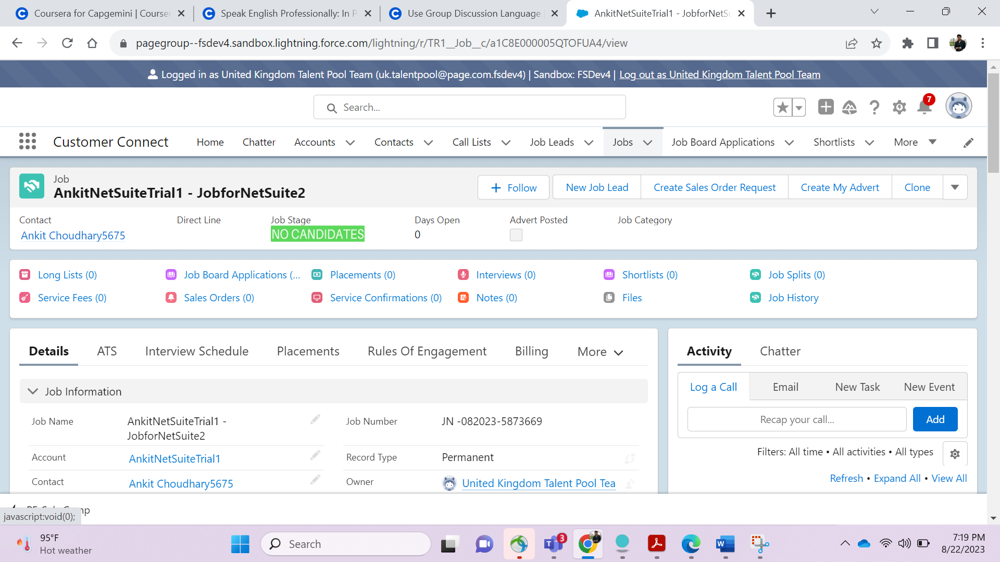 Coursera for Capgemini | Courser
Speak English Professionally: In P
Use Group Discussion Language
AnkitNetSuiteTrial1 - JobforNetSu
pagegroup--fsdev4.sandbox.lightning.force.com/lightning/r/TR1__Job__c/a1C8E000005QTOFUA4/view
Logged in as United Kingdom Talent Pool Team (uk.talentpool@page.com.fsdev4) | Sandbox: FSDev4 | Log out as United Kingdom Talent Pool Team
Search...
7
Customer Connect Home Chatter Accounts Contacts Call Lists Job Leads Jobs Job Board Applications Shortlists More
Job
AnkitNetSuiteTrial1 - JobforNetSuite2
Follow New Job Lead Create Sales Order Request Create My Advert Clone
Contact Direct Line Job Stage Days Open Advert Posted Job Category
Ankit Choudhary5675 NO CANDIDATES 0
Long Lists (0) Job Board Applications (... Placements (0) Interviews (0) Shortlists (0) Job Splits (0)
Service Fees (0) Sales Orders (0) Service Confirmations (0) Notes (0) Files Job History
Details ATS Interview Schedule Placements Rules Of Engagement Billing More
Job Information
Job Name AnkitNetSuiteTrial1 - JobforNetSuite2
Job Number JN -082023-5873669
Account AnkitNetSuiteTrial1
Record Type Permanent
Contact Ankit Choudhary5675
Owner United Kingdom Talent Pool Tea
Activity Chatter
Log a Call Email New Task New Event
Recap your call... Add
Filters: All time • All activities • All types
Refresh • Expand All • View All
javascript:void(0);
95°F
Hot weather
Search
3
7:19 PM
8/22/2023